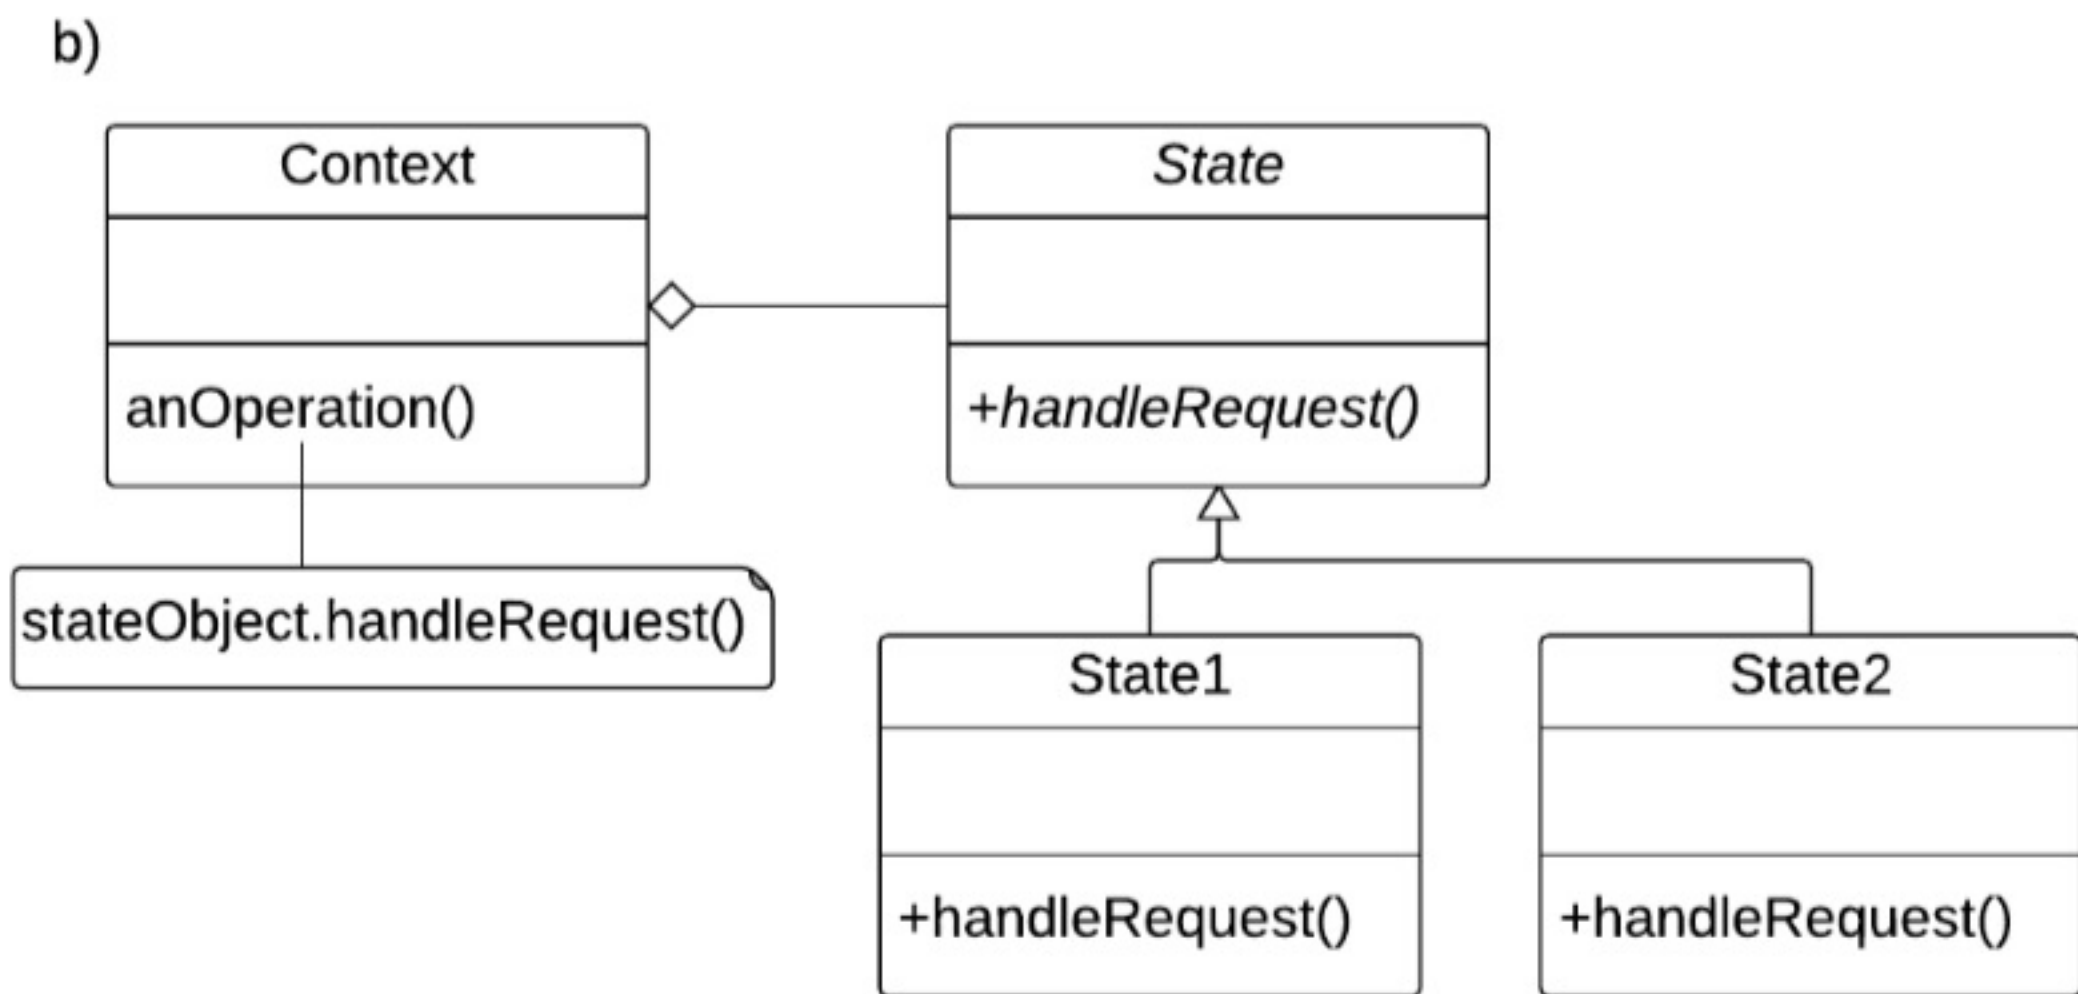 b)
Context
State
anOperation()
+handleRequest()
stateObject.handleRequest()
State1
State2
+handleRequest()
+handleRequest()